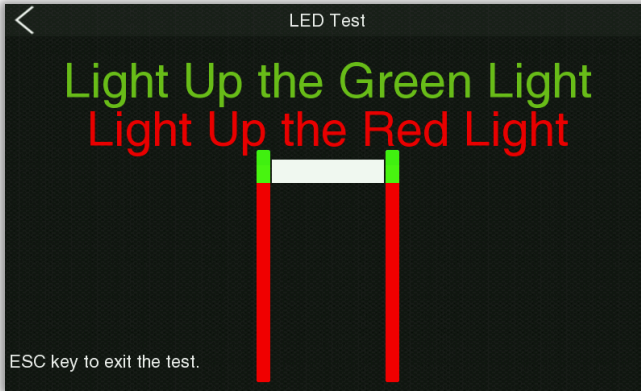 LED Test
Light Up the Green Light
Light Up the Red Light
ESC key to exit the test.